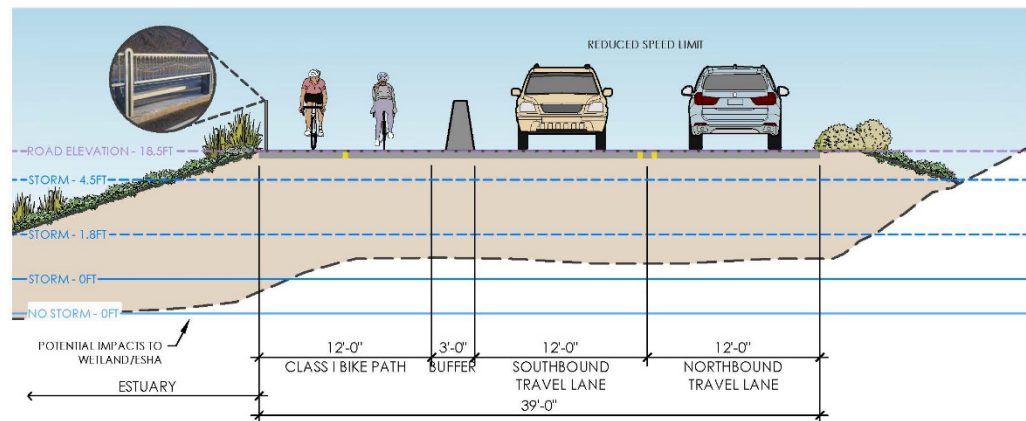 REDUCED SPEED LIMIT
ROAD ELEVATION - 18.5FT
STORM - 4.5FT
STORM - 1.8FT
STORM - 0FT
NO STORM - 0FT
POTENTIAL IMPACTS TO
WETLAND/ESHA
ESTUARY
12'-0"
CLASS I BIKE PATH
3'-0"
BUFFER
12'-0"
SOUTHBOUND
TRAVEL LANE
12'-0"
NORTHBOUND
TRAVEL LANE
39'-0"